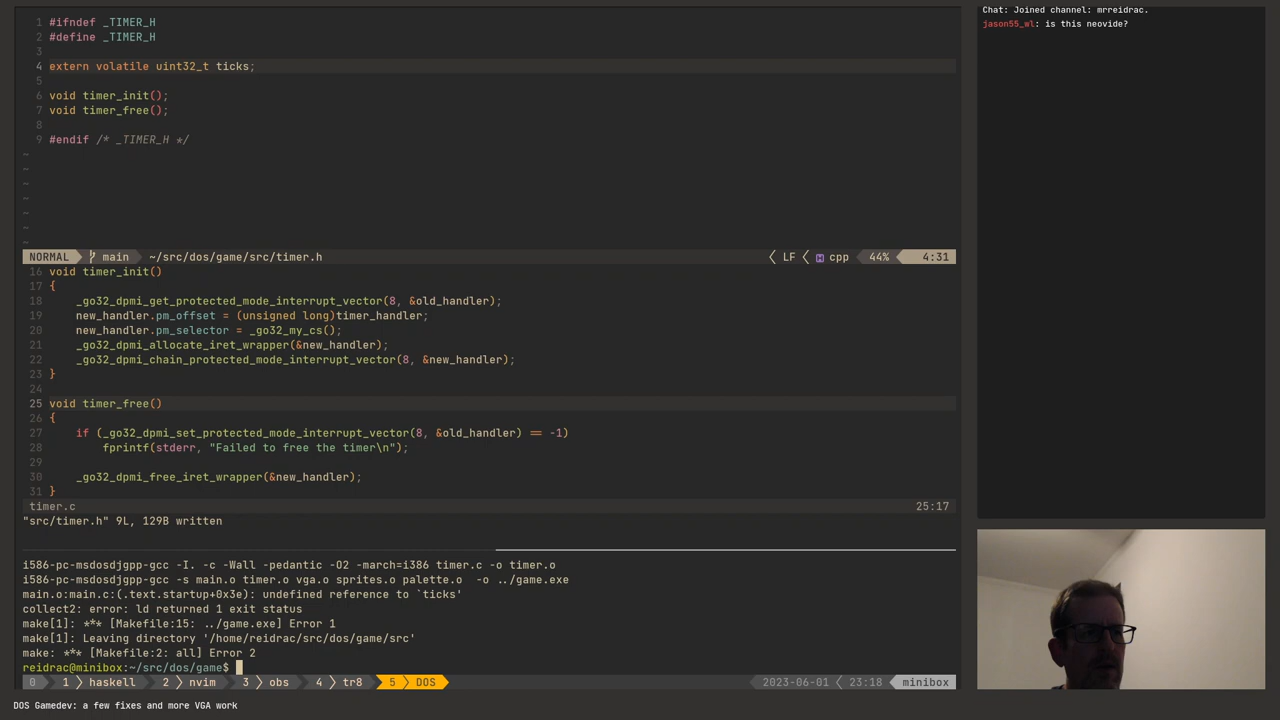 1 #ifndef _TIMER_H
2 #define _TIMER_H
3
4 extern volatile uint32_t ticks;
5
6 void timer_init();
7 void timer_free();
8
9 #endif /* _TIMER_H */
~
~
~
~
~
~
~
NORMAL main ~/src/dos/game/src/timer.h LF cpp 44% 4:31
16 void timer_init()
17 {
18 _go32_dpmi_get_protected_mode_interrupt_vector(8, &old_handler);
19 new_handler.pm_offset = (unsigned long)timer_handler;
20 new_handler.pm_selector = _go32_my_cs();
21 _go32_dpmi_allocate_iret_wrapper(&new_handler);
22 _go32_dpmi_chain_protected_mode_interrupt_vector(8, &new_handler);
23 }
24
25 void timer_free()
26 {
27 if (_go32_dpmi_set_protected_mode_interrupt_vector(8, &old_handler) == -1)
28 fprintf(stderr, "Failed to free the timer\n");
29
30 _go32_dpmi_free_iret_wrapper(&new_handler);
31 }
timer.c 25:17
"src/timer.h" 9L, 129B written
i586-pc-msdosdjgpp-gcc -I. -c -Wall -pedantic -O2 -march=i386 timer.c -o timer.o
i586-pc-msdosdjgpp-gcc -s main.o timer.o vga.o sprites.o palette.o -o ../game.exe
main.o:main.c:(.text.startup+0x3e): undefined reference to `ticks'
collect2: error: ld returned 1 exit status
make[1]: *** [Makefile:15: ../game.exe] Error 1
make[1]: Leaving directory '/home/reidrac/src/dos/game/src'
make: *** [Makefile:2: all] Error 2
reidrac@minibox:~/src/dos/game$
0 1 haskell 2 nvim 3 obs 4 tr8 5 DOS 2023-06-01 23:18 minibox
Chat: Joined channel: mrreidrac.
jason55_wl: is this neovide?
DOS Gamedev: a few fixes and more VGA work